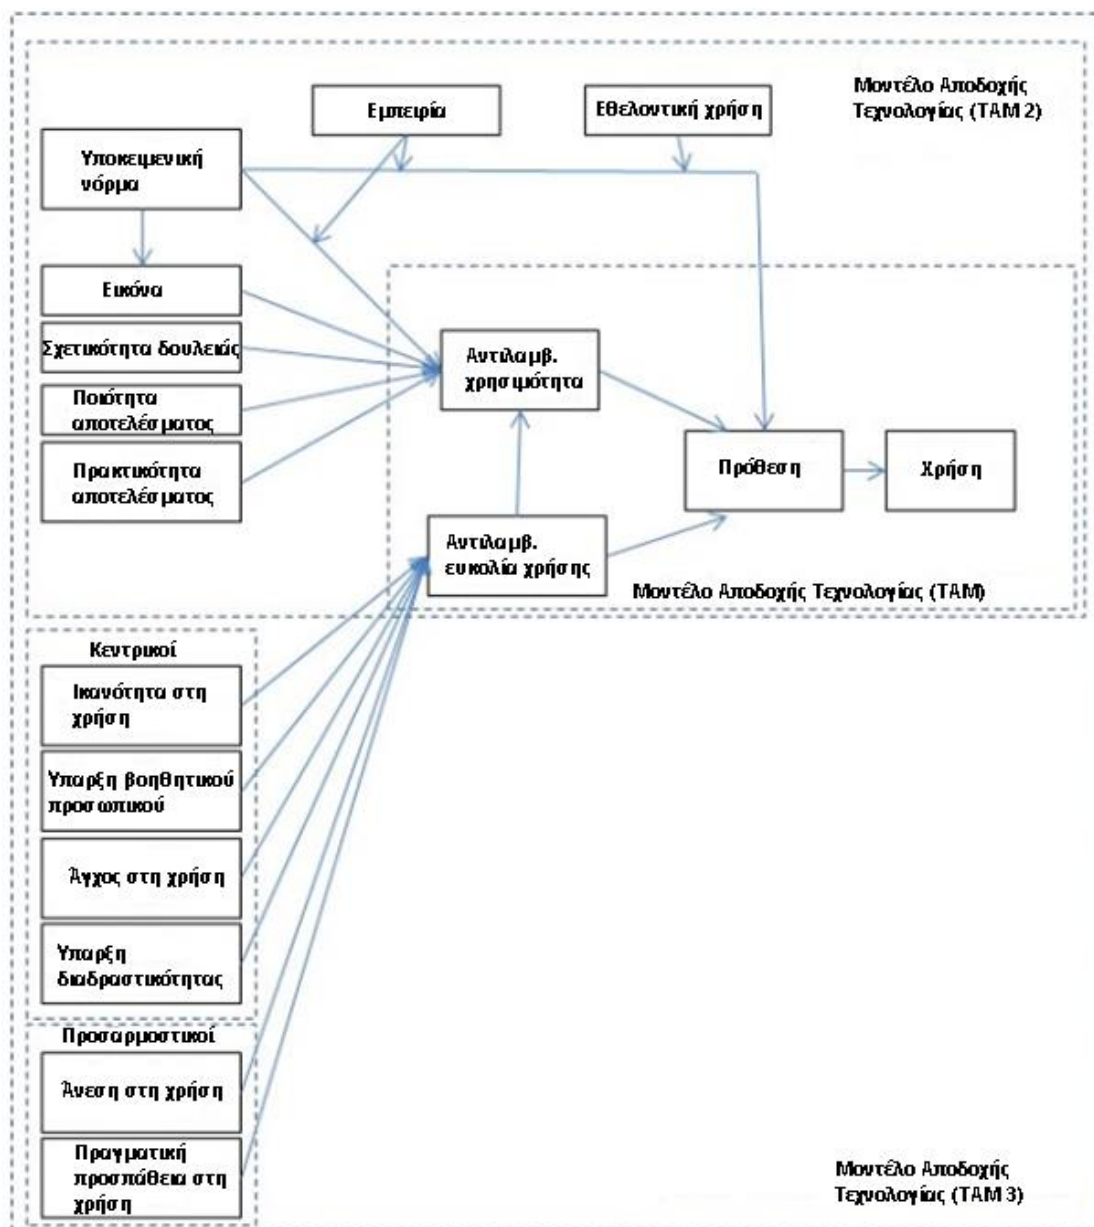 Μοντέλο Αποδοχής
Τεχνολογίας (TAM 2)
Εμπειρία
Εθελοντική χρήση
Υποκειμενική
νόρμα
Εικόνα
Σχετικότητα δουλειάς
Ποιότητα
αποτελέσματος
Πρακτικότητα
αποτελέσματος
Αντιλαμβ.
χρησιμότητα
Πρόθεση
Χρήση
Αντιλαμβ.
ευκολία χρήσης
Μοντέλο Αποδοχής Τεχνολογίας (TAM)
Κεντρικοί
Ικανότητα στη
χρήση
Ύπαρξη βοηθητικού
προσωπικού
Άγχος στη χρήση
Ύπαρξη
διαδραστικότητας
Προσαρμοστικοί
Άνεση στη χρήση
Πραγματική
προσπάθεια στη
χρήση
Μοντέλο Αποδοχής
Τεχνολογίας (TAM 3)